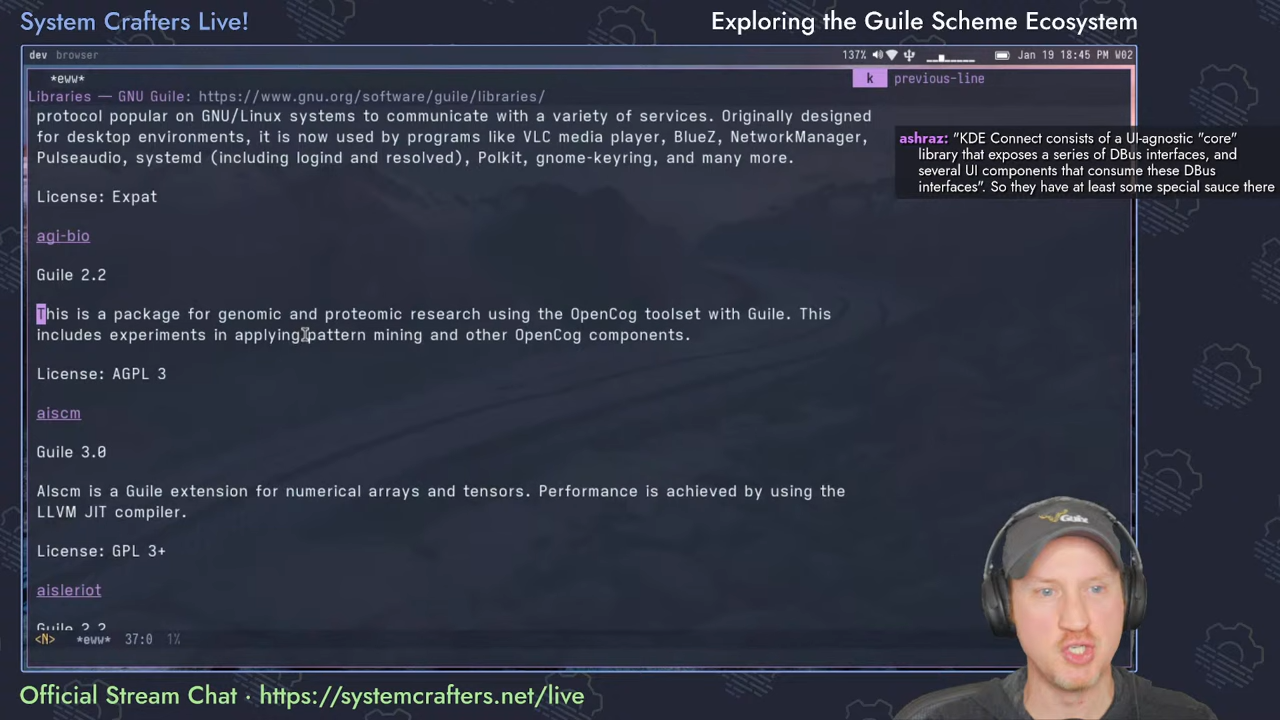 System Crafters Live!
Exploring the Guile Scheme Ecosystem
dev browser
137%
Jan 19 18:45 PM W02
*eww*
k previous-line
Libraries — GNU Guile: https://www.gnu.org/software/guile/libraries/
protocol popular on GNU/Linux systems to communicate with a variety of services. Originally designed
for desktop environments, it is now used by programs like VLC media player, BlueZ, NetworkManager,
Pulseaudio, systemd (including logind and resolved), Polkit, gnome-keyring, and many more.
ashraz: "KDE Connect consists of a UI-agnostic "core"
library that exposes a series of DBus interfaces, and
several UI components that consume these DBus
interfaces". So they have at least some special sauce there
License: Expat
agi-bio
Guile 2.2
This is a package for genomic and proteomic research using the OpenCog toolset with Guile. This
includes experiments in applying pattern mining and other OpenCog components.
License: AGPL 3
aiscm
Guile 3.0
AIscm is a Guile extension for numerical arrays and tensors. Performance is achieved by using the
LLVM JIT compiler.
License: GPL 3+
aisleriot
Guile 2.2
<N> *eww* 37:0 1%
Guile
Official Stream Chat · https://systemcrafters.net/live